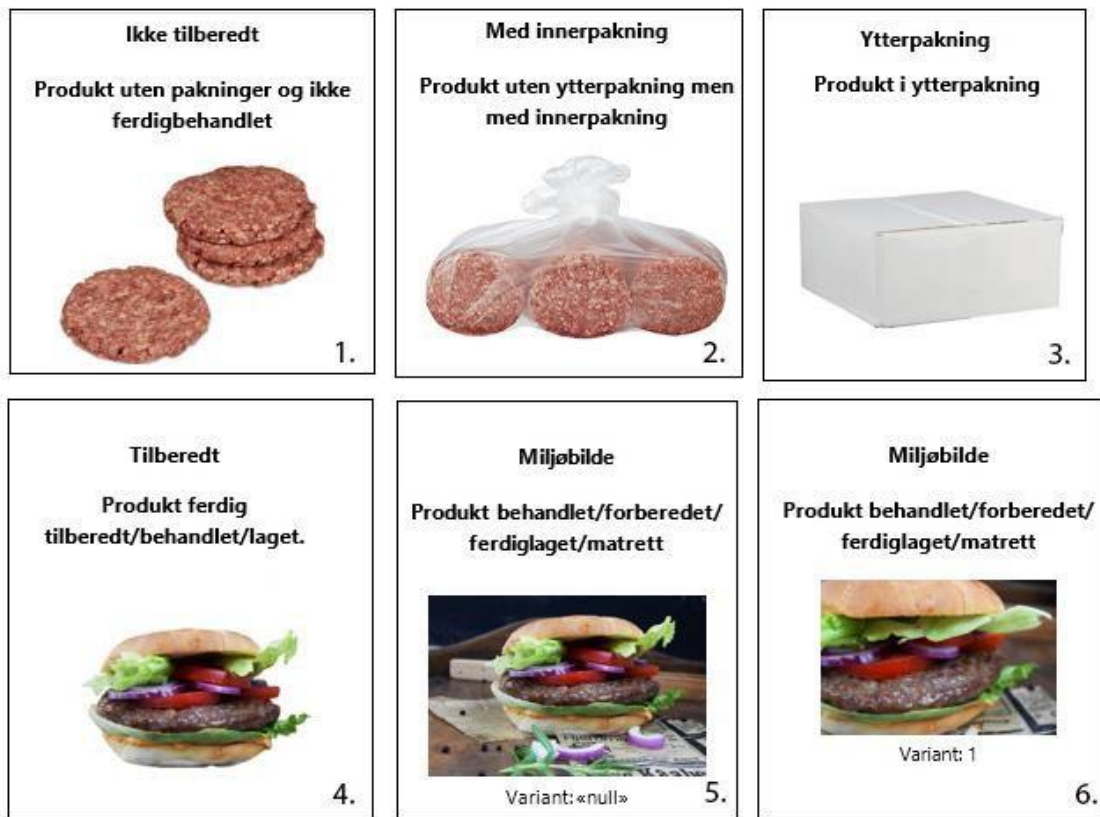 Ikke tilberedt
Produkt uten pakninger og ikke
ferdigbehandlet
1.
Med innerpakning
Produkt uten ytterpakning men
med innerpakning
2.
Ytterpakning
Produkt i ytterpakning
3.
Tilberedt
Produkt ferdig
tilberedt/behandlet/laget.
4.
Miljøbilde
Produkt behandlet/forberedet/
ferdiglaget/matrett
Variant: «null»
5.
Miljøbilde
Produkt behandlet/forberedet/
ferdiglaget/matrett
Variant: 1
6.